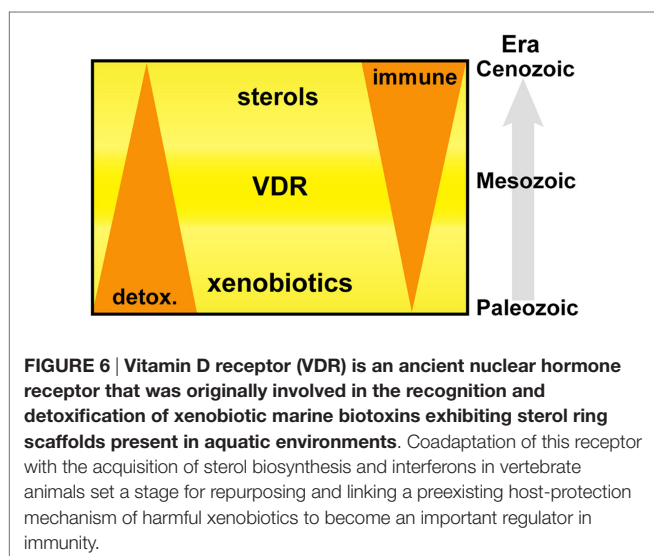 Era
Cenozoic
immune
sterols
VDR
Mesozoic
xenobiotics
detox.
Paleozoic
FIGURE 6 | Vitamin D receptor (VDR) is an ancient nuclear hormone
receptor that was originally involved in the recognition and
detoxification of xenobiotic marine biotoxins exhibiting sterol ring
scaffolds present in aquatic environments. Coadaptation of this receptor
with the acquisition of sterol biosynthesis and interferons in vertebrate
animals set a stage for repurposing and linking a preexisting host-protection
mechanism of harmful xenobiotics to become an important regulator in
immunity.